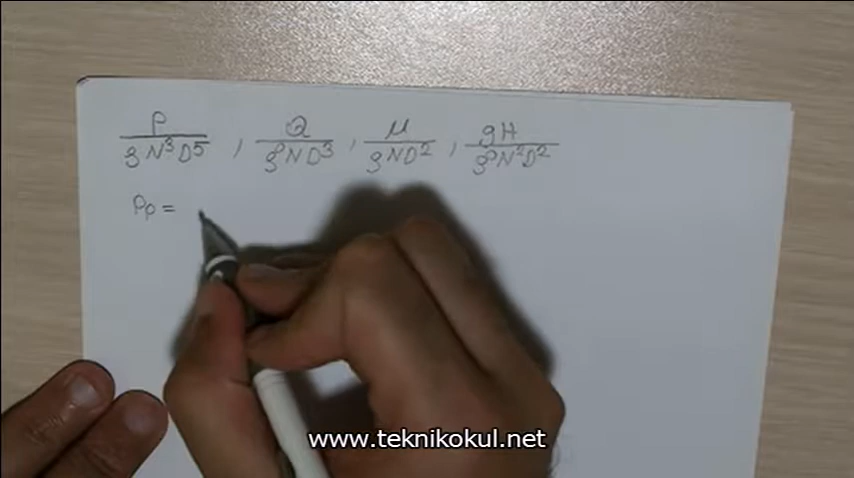 P/ρN³D⁵ , Q/ρND³ , μ/ρND² , gH/ρN²D²
Pp =
www.teknikokul.net